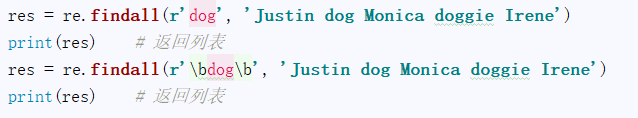 res = re.findall(r'dog', 'Justin dog Monica doggie Irene')
print(res)    # 返回列表
res = re.findall(r'\bdog\b', 'Justin dog Monica doggie Irene')
print(res)    # 返回列表